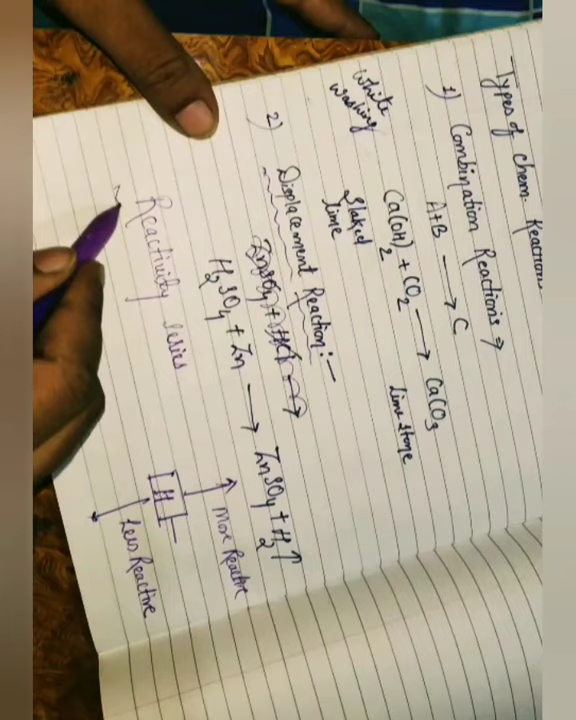 Types of chem. Reactions
1) Combination Reactions ⇒
A+B ⟶ C
Ca(OH)2 + CO2 ⟶ CaCO3
Slaked lime
Lime stone
White washing
2) Displacement Reaction:-
H2SO4 + Zn ⟶ ZnSO4 + H2↑
Reactivity series
More Reactive
H
Less Reactive